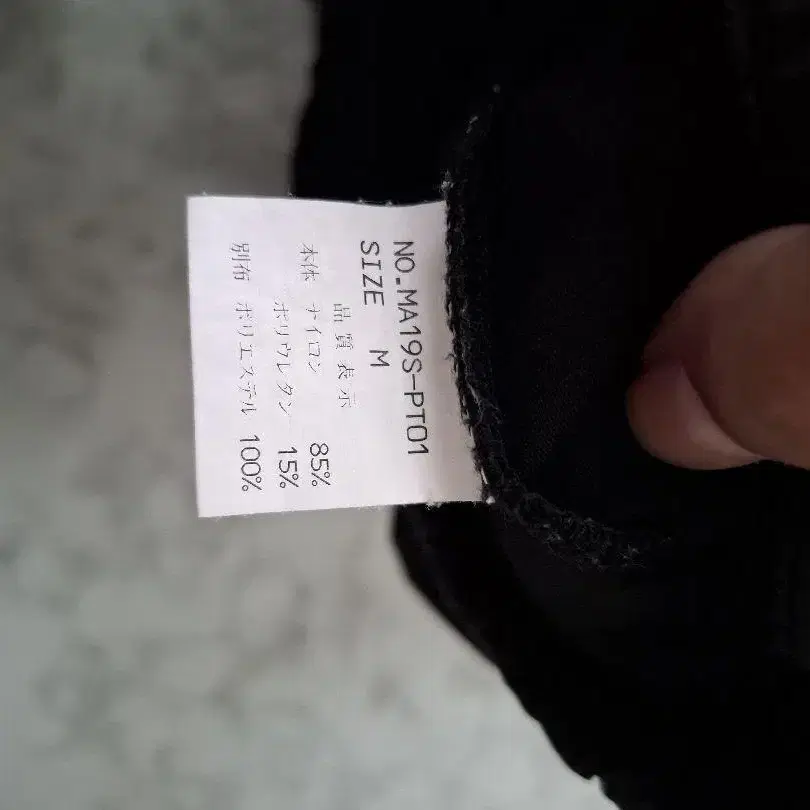 NO.MA19S-PT01
SIZE M
品質表示
本体 ナイロン 85%
ポリウレタン 15%
別布 ポリエステル 100%